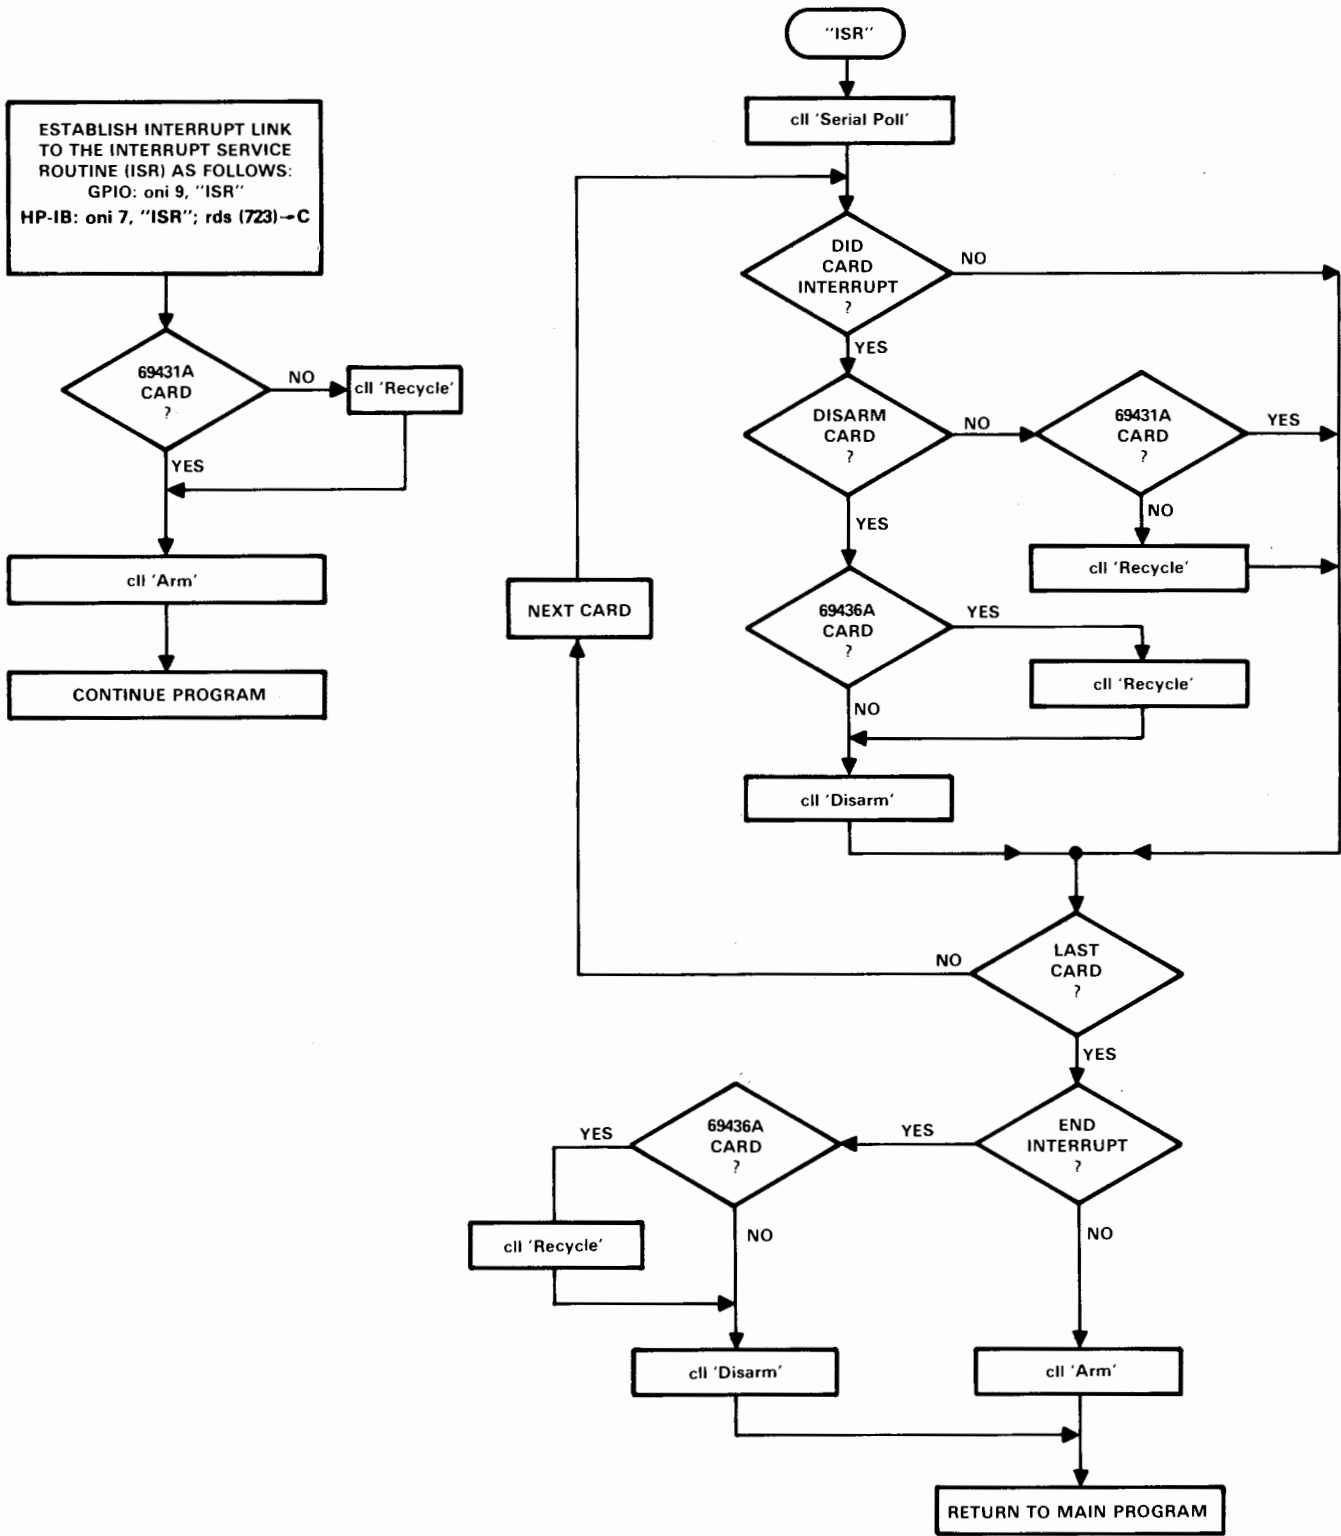 ESTABLISH INTERRUPT LINK
TO THE INTERRUPT SERVICE
ROUTINE (ISR) AS FOLLOWS:
GPIO: oni 9, "ISR"
HP-IB: oni 7, "ISR"; rds (723)→C
69431A
CARD
?
NO
cll 'Recycle'
YES
cll 'Arm'
CONTINUE PROGRAM
"ISR"
cll 'Serial Poll'
DID
CARD
INTERRUPT
?
NO
YES
DISARM
CARD
?
NO
69431A
CARD
?
YES
NO
cll 'Recycle'
YES
69436A
CARD
?
YES
cll 'Recycle'
NO
cll 'Disarm'
NEXT CARD
LAST
CARD
?
NO
YES
END
INTERRUPT
?
YES
69436A
CARD
?
YES
cll 'Recycle'
NO
cll 'Disarm'
NO
cll 'Arm'
RETURN TO MAIN PROGRAM